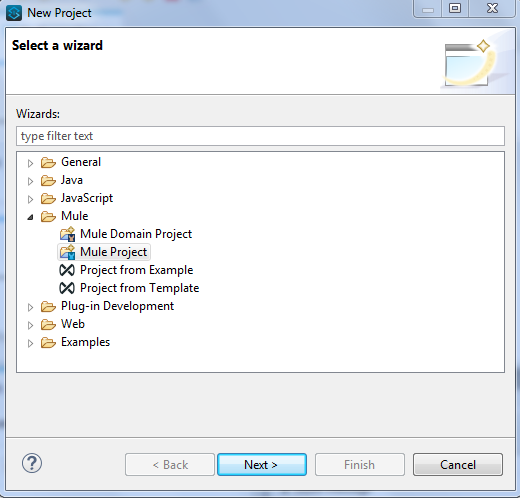 New Project
Select a wizard
Wizards:
type filter text
General
Java
JavaScript
Mule
Mule Domain Project
Mule Project
Project from Example
Project from Template
Plug-in Development
Web
Examples
?
< Back
Next >
Finish
Cancel